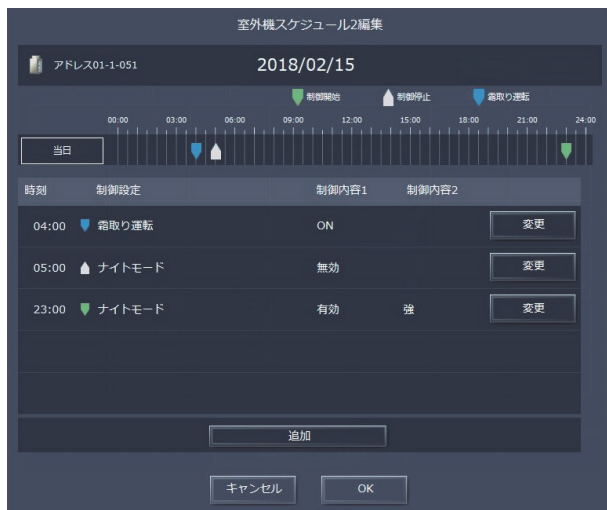 室外機スケジュール2編集
アドレス01-1-051 2018/02/15
制御開始 制御停止 霜取り運転
00:00 03:00 06:00 09:00 12:00 15:00 18:00 21:00 24:00
当日
時刻 制御設定 制御内容1 制御内容2
04:00 霜取り運転 ON 変更
05:00 ナイトモード 無効 変更
23:00 ナイトモード 有効 強 変更
追加
キャンセル OK